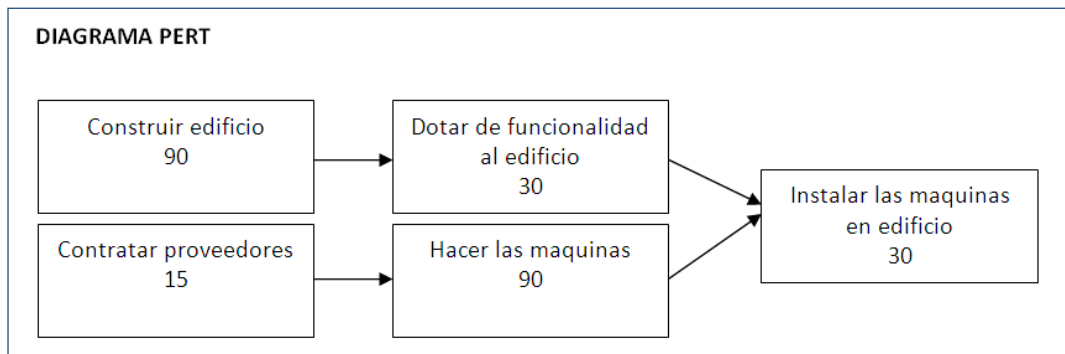 DIAGRAMA PERT
Construir edificio
90
Dotar de funcionalidad
al edificio
30
Instalar las maquinas
en edificio
30
Contratar proveedores
15
Hacer las maquinas
90